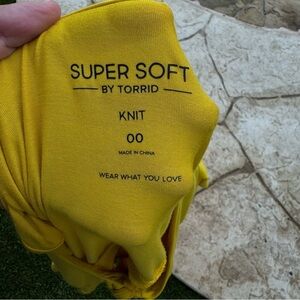 SUPER SOFT
BY TORRID
KNIT
00
MADE IN CHINA
WEAR WHAT YOU LOVE